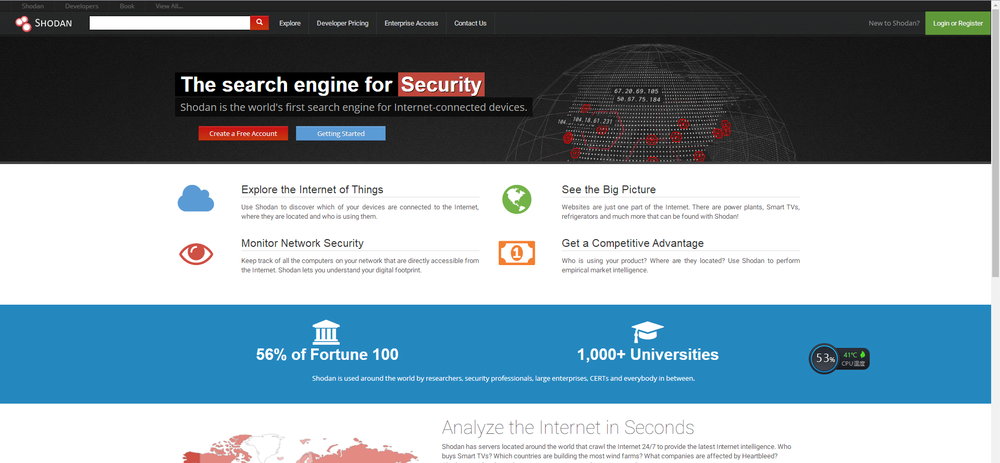 Shodan Developers Book View All...
SHODAN Explore Developer Pricing Enterprise Access Contact Us New to Shodan? Login or Register
The search engine for Security
Shodan is the world's first search engine for Internet-connected devices.
Create a Free Account Getting Started
67.20.69.105
50.87.75.184
104. 104.18.61.231
Explore the Internet of Things
Use Shodan to discover which of your devices are connected to the Internet,
where they are located and who is using them.
See the Big Picture
Websites are just one part of the Internet. There are power plants, Smart TVs,
refrigerators and much more that can be found with Shodan!
Monitor Network Security
Keep track of all the computers on your network that are directly accessible from
the Internet. Shodan lets you understand your digital footprint.
1
Get a Competitive Advantage
Who is using your product? Where are they located? Use Shodan to perform
empirical market intelligence.
56% of Fortune 100
1,000+ Universities
Shodan is used around the world by researchers, security professionals, large enterprises, CERTs and everybody in between.
53%
41℃
CPU温度
Analyze the Internet in Seconds
Shodan has servers located around the world that crawl the Internet 24/7 to provide the latest Internet intelligence. Who
buys Smart TVs? Which countries are building the most wind farms? What companies are affected by Heartbleed?